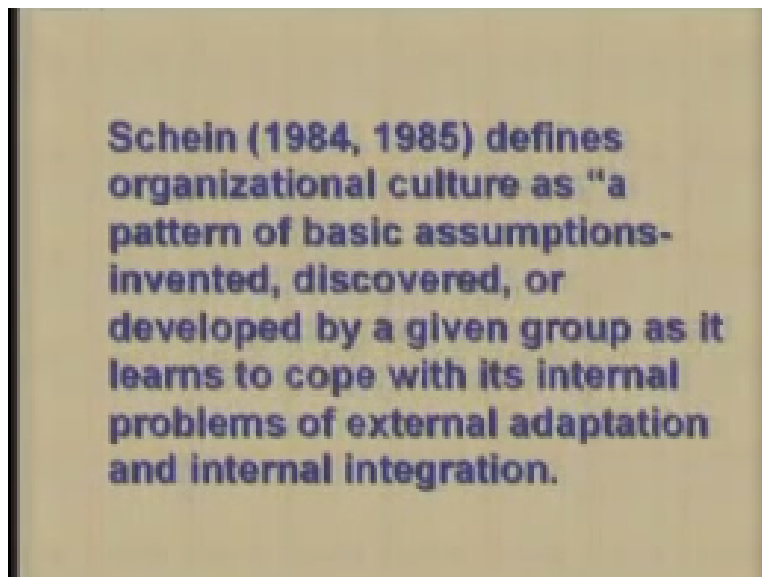 Schein (1984, 1985) defines
organizational culture as "a
pattern of basic assumptions-
invented, discovered, or
developed by a given group as it
learns to cope with its internal
problems of external adaptation
and internal integration.